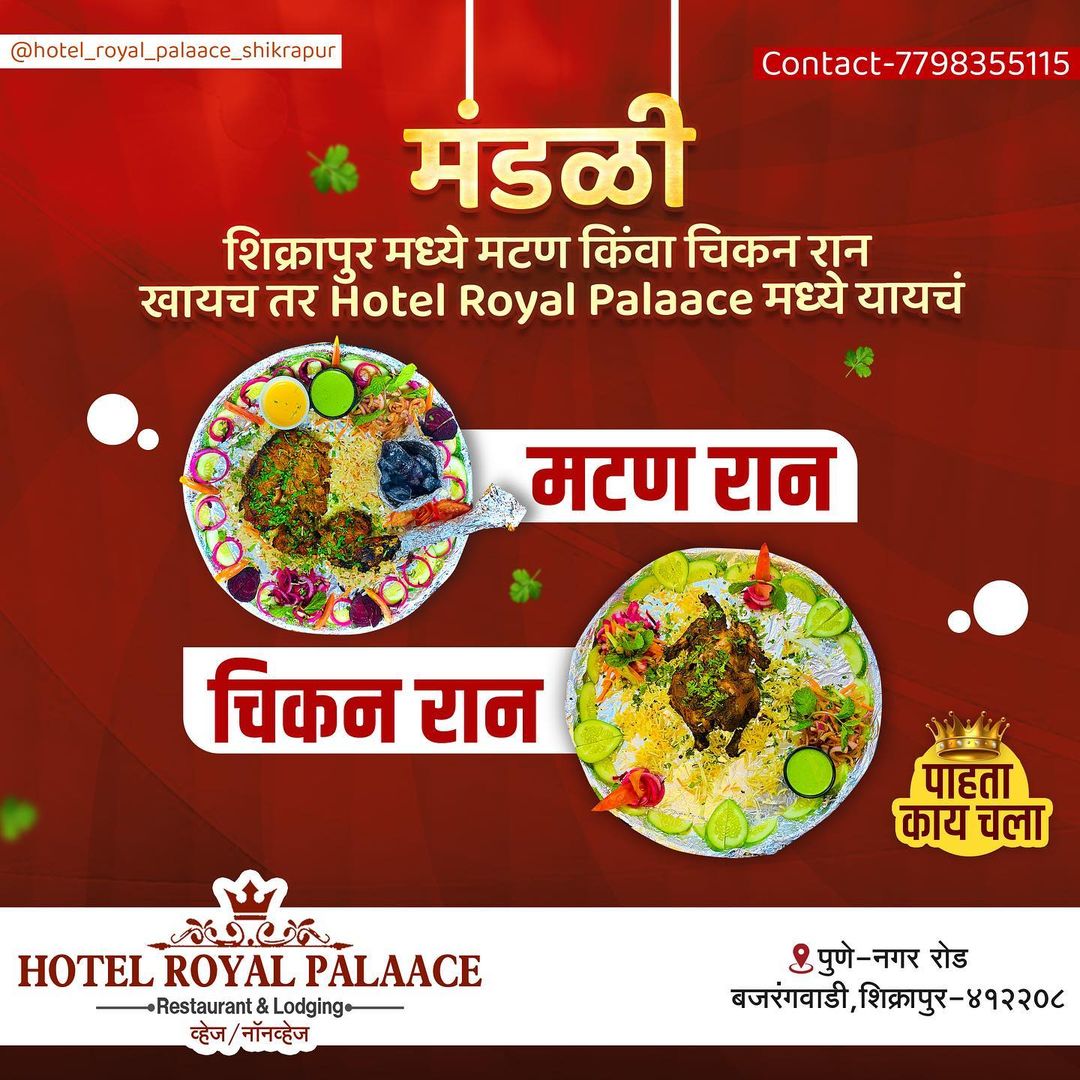 @hotel_royal_palaace_shikrapur
Contact-7798355115
मंडळी
शिक्रापुर मध्ये मटण किंवा चिकन रान
खायच तर Hotel Royal Palaace मध्ये यायचं
मटण रान
चिकन रान
पाहता
काय चला
HOTEL ROYAL PALAACE
Restaurant & Lodging
व्हेज/नॉनव्हेज
पुणे-नगर रोड
बजरंगवाडी,शिक्रापुर-४१२२०८